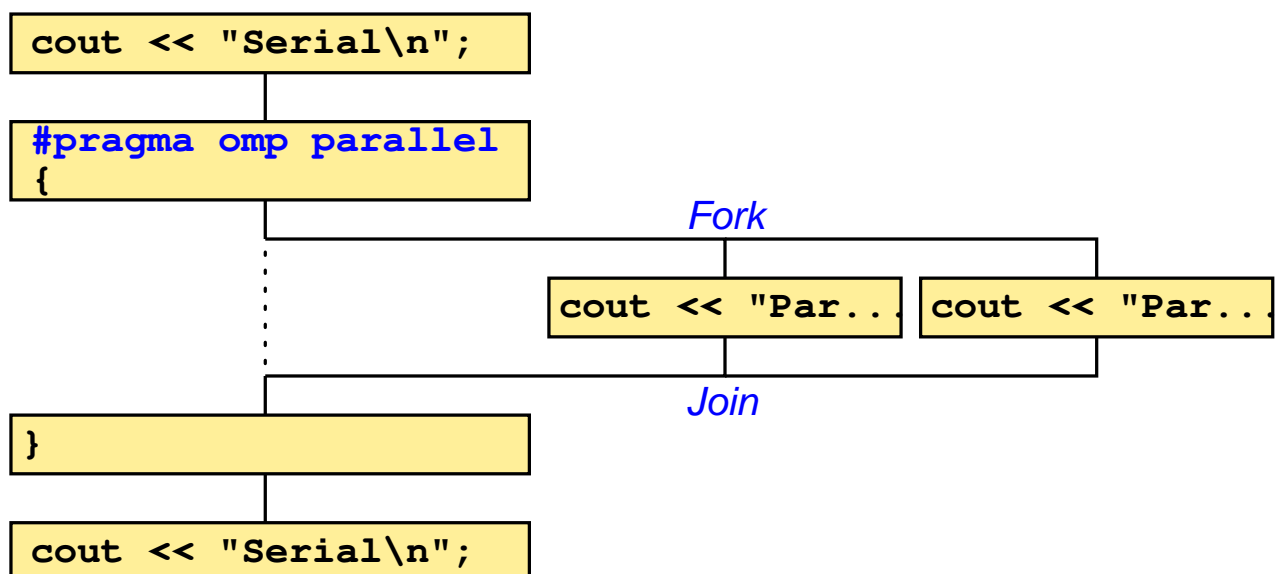 cout << "Serial\n";
#pragma omp parallel
{
Fork
cout << "Par...
cout << "Par...
Join
}
cout << "Serial\n";